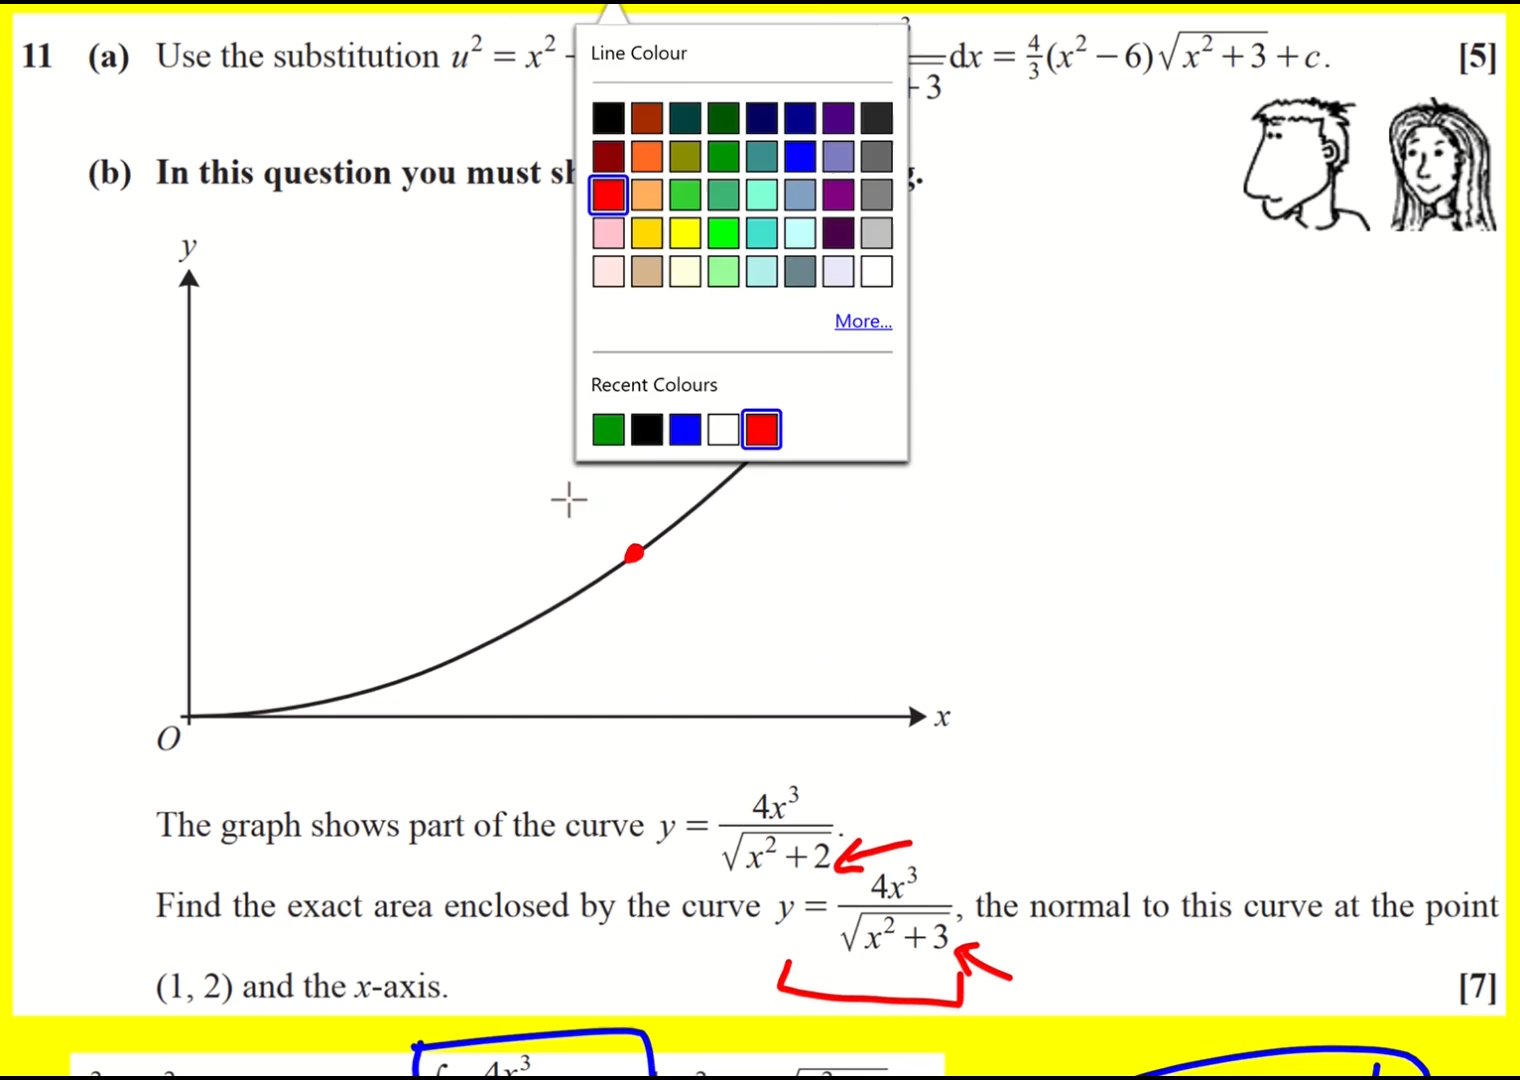 11 (a) Use the substitution u² = x² - +3 dx = 4/3(x² − 6)√(x² + 3) + c. [5]
Line Colour
(b) In this question you must
More...
Recent Colours
y
O
x
The graph shows part of the curve y = 4x³/√(x² + 2).
Find the exact area enclosed by the curve y = 4x³/√(x² + 3), the normal to this curve at the point
(1, 2) and the x-axis. [7]
4x³